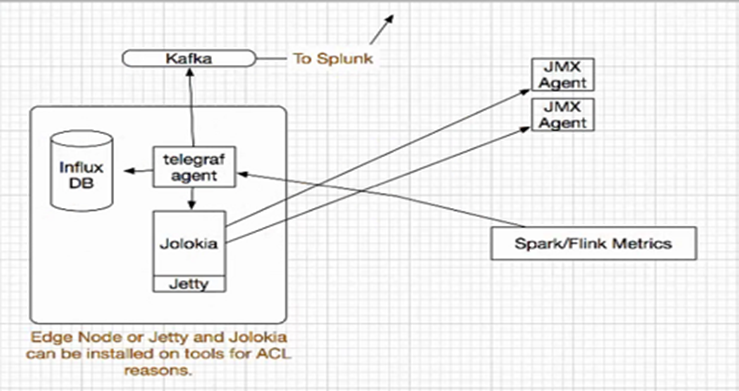 Kafka
To Splunk
JMX
Agent
JMX
Agent
telegraf
agent
Influx
DB
Jolokia
Jetty
Spark/Flink Metrics
Edge Node or Jetty and Jolokia
can be installed on tools for ACL
reasons.